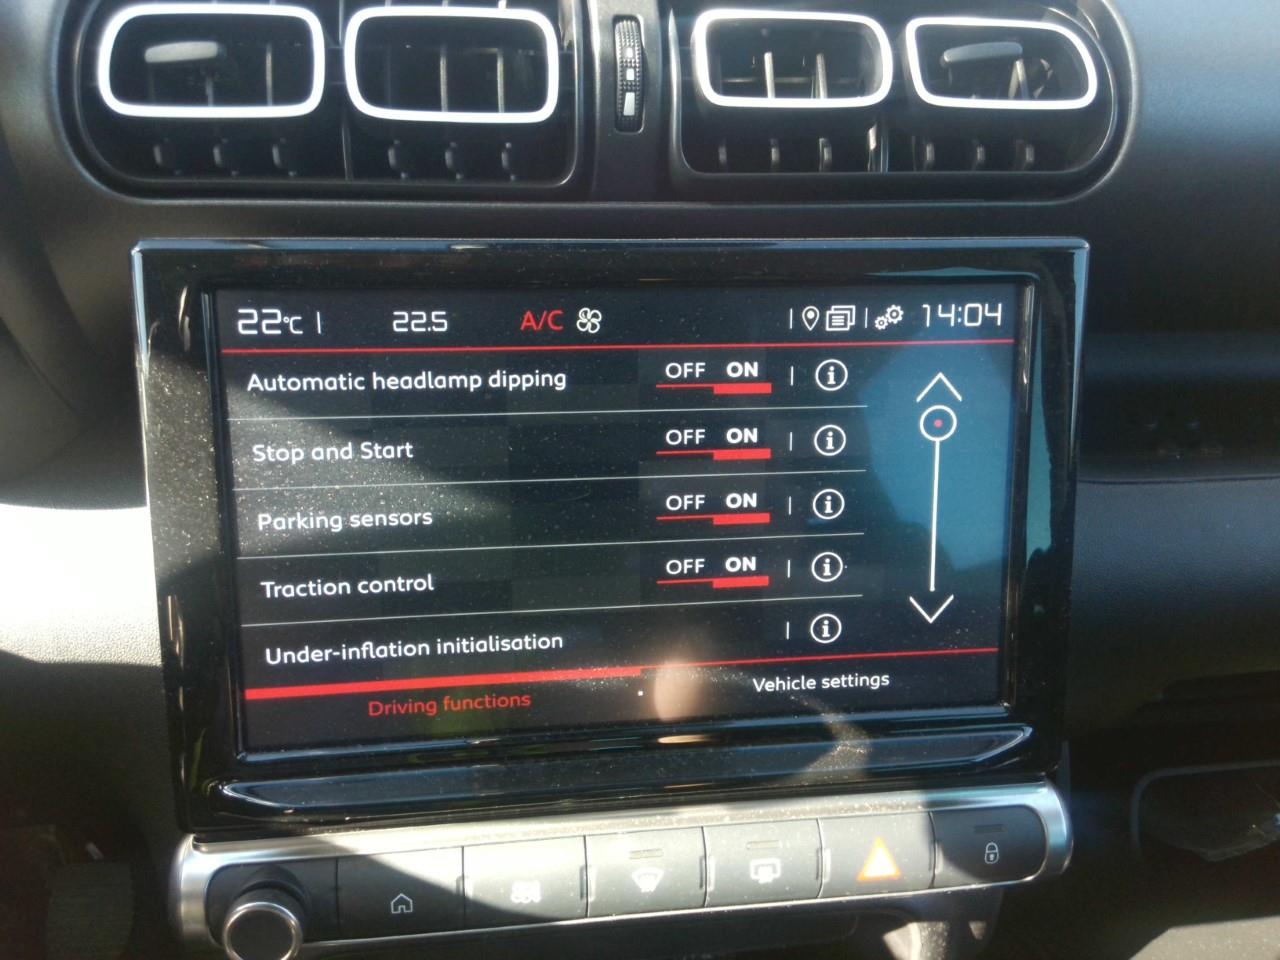 22°C | 22.5 A/C 14:04
Automatic headlamp dipping OFF ON
Stop and Start OFF ON
Parking sensors OFF ON
Traction control OFF ON
Under-inflation initialisation
Driving functions Vehicle settings